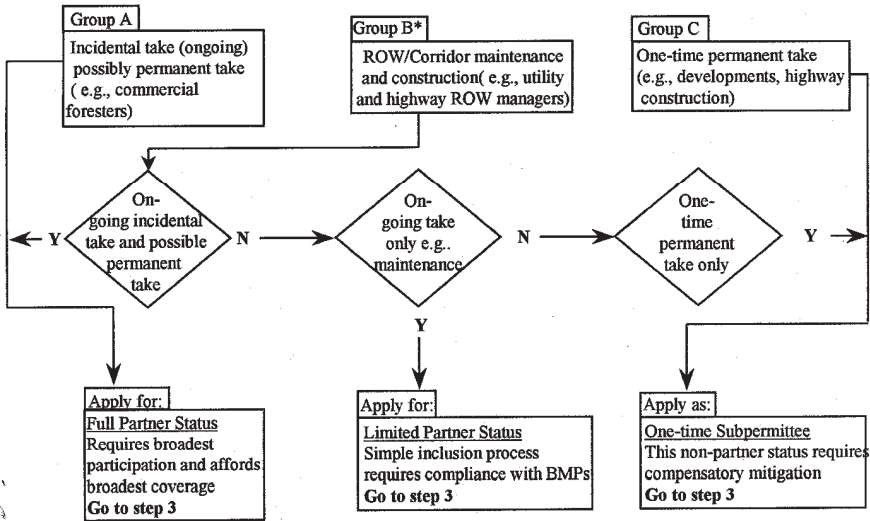 Group A
Incidental take (ongoing)
possibly permanent take
( e.g., commercial
foresters)
Group B*
ROW/Corridor maintenance
and construction( e.g., utility
and highway ROW managers)
Group C
One-time permanent take
(e.g., developments, highway
construction)
Y
On-
going incidental
take and possible
permanent
take
N
On-
going take
only e.g..
maintenance
N
Y
One-
time
permanent
take only
Y
Apply for:
Full Partner Status
Requires broadest
participation and affords
broadest coverage
Go to step 3
Apply for:
Limited Partner Status
Simple inclusion process
requires compliance with BMPs
Go to step 3
Apply as:
One-time Subpermittee
This non-partner status requires
compensatory mitigation
Go to step 3